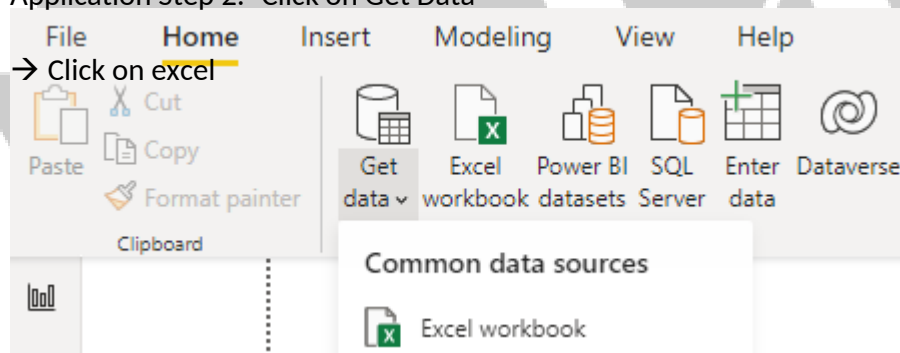 Application Step 2: Click on Get Data
File Home Insert Modeling View Help
→ Click on excel
Cut
Copy
Format painter
Paste
Clipboard
Get data
Excel workbook
Power BI datasets
SQL Server
Enter data
Dataverse
Common data sources
Excel workbook